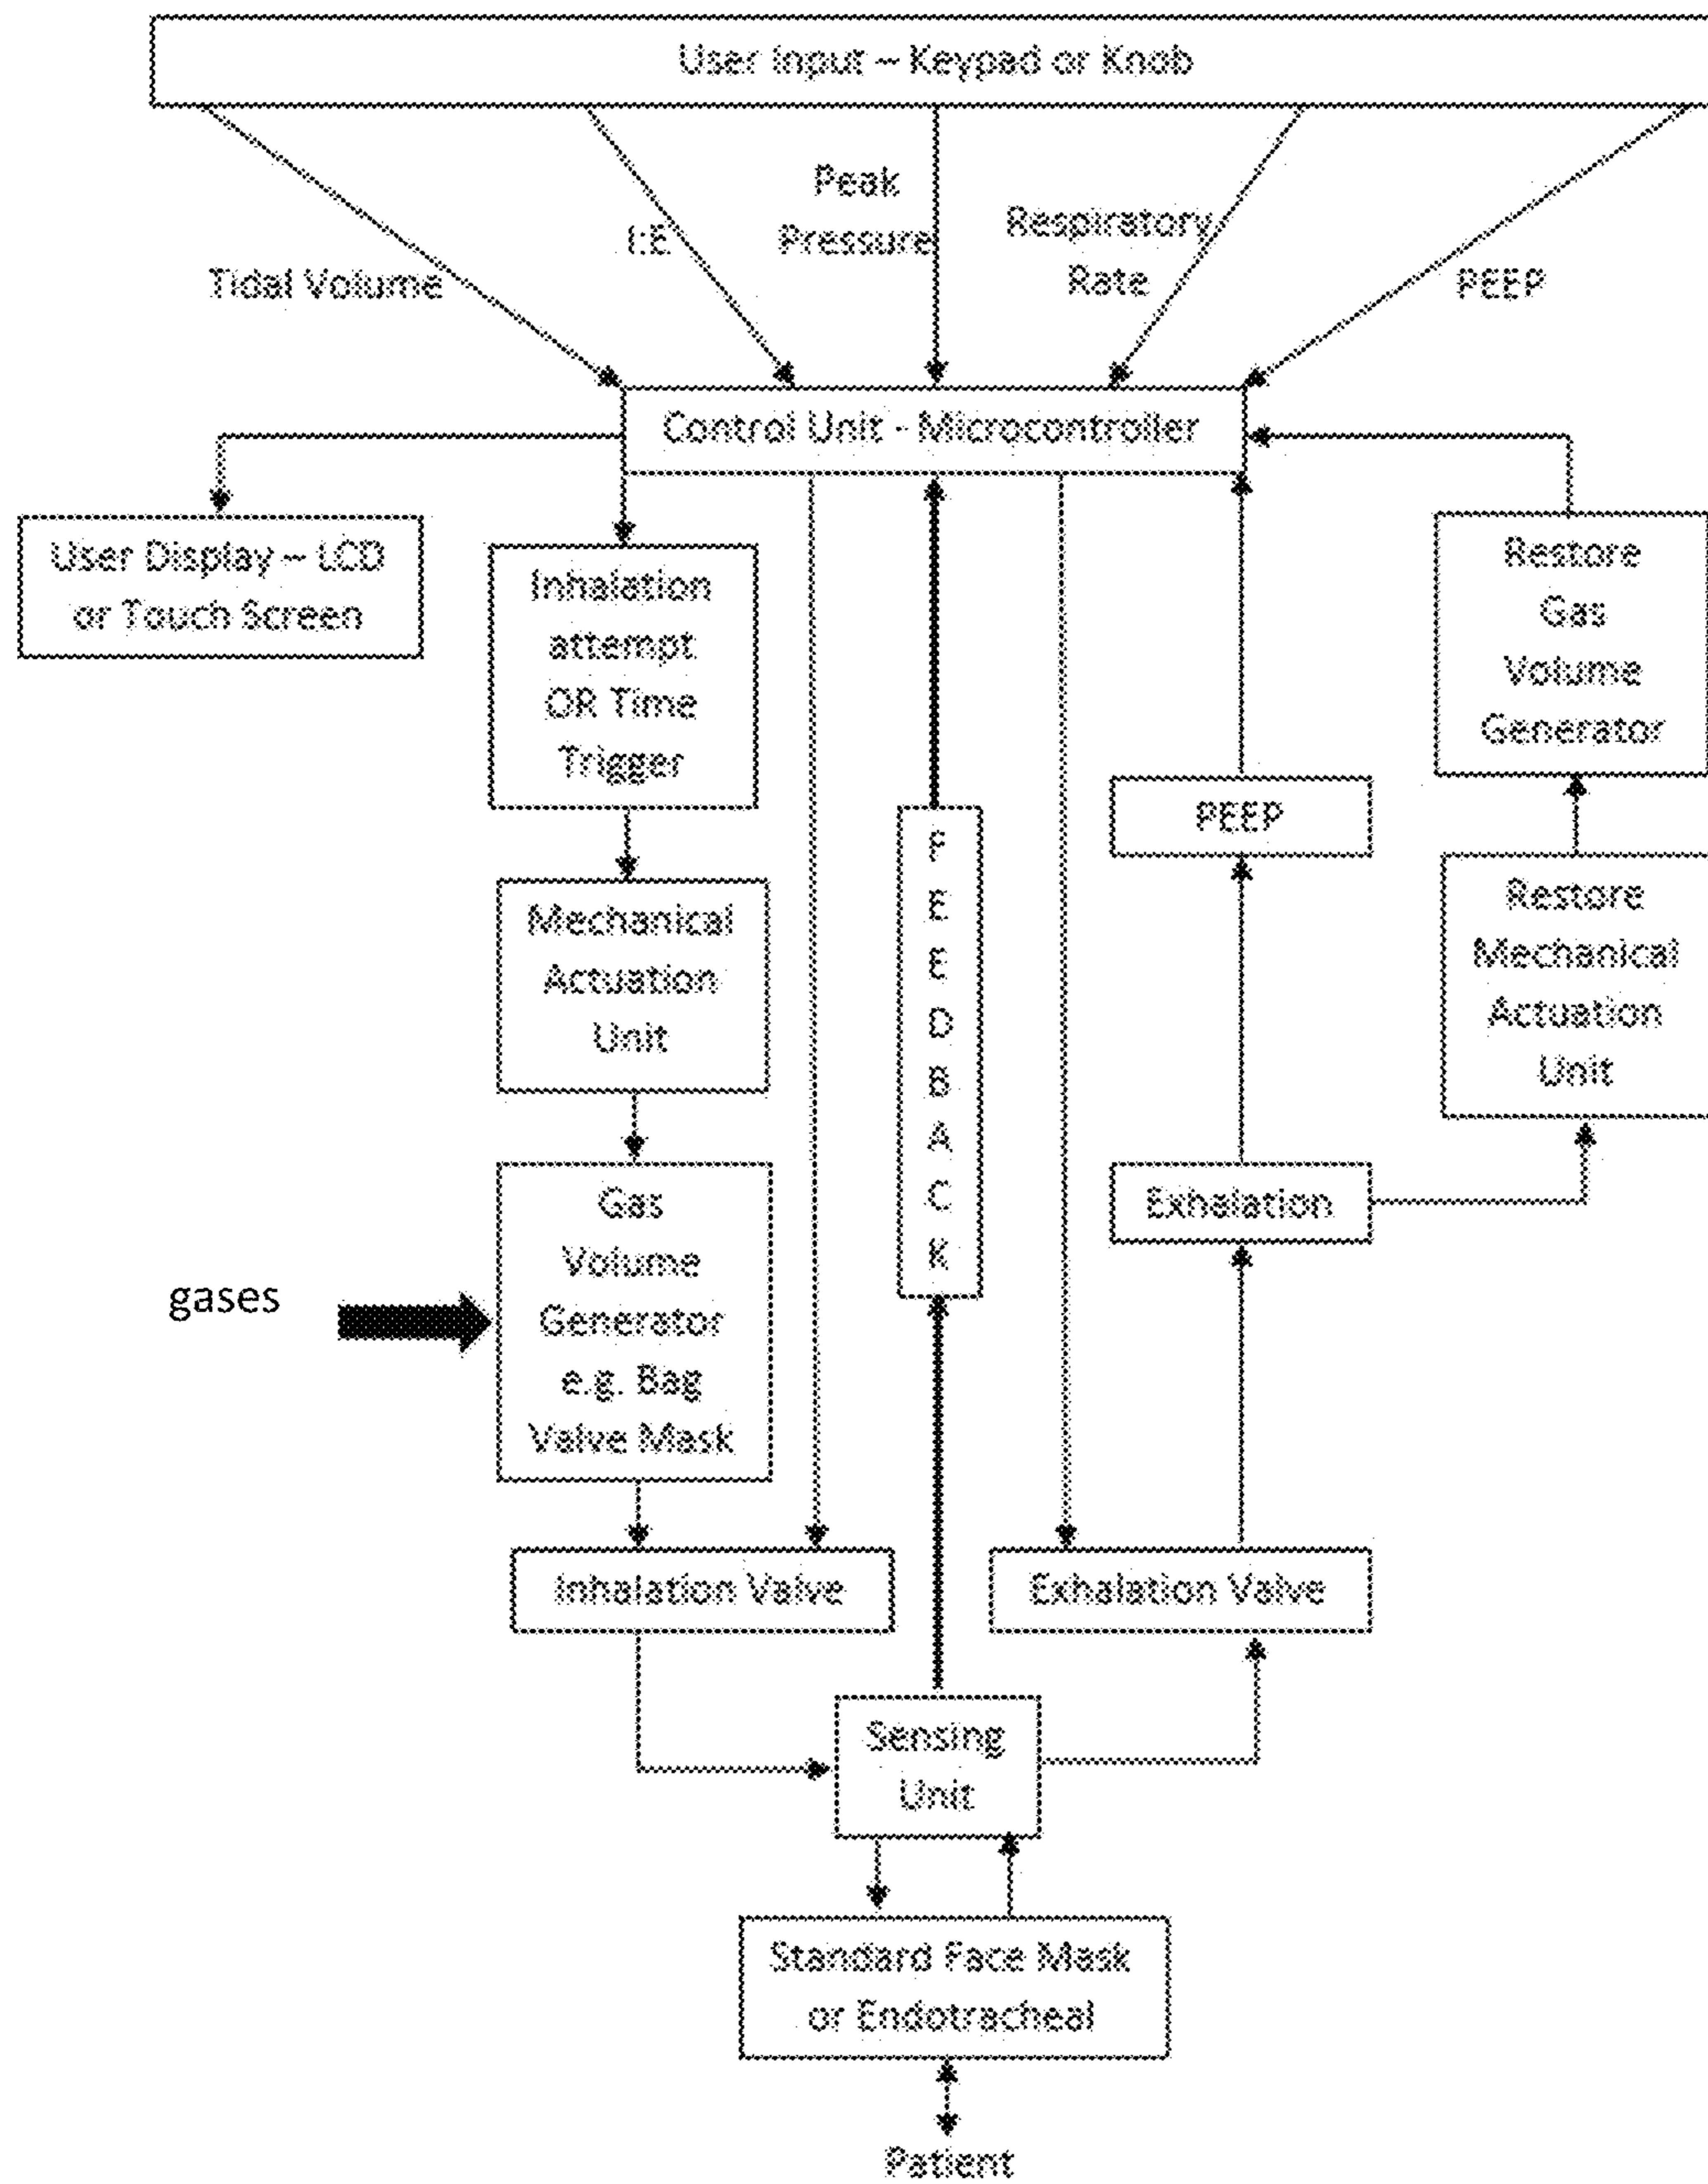 User Input – Keypad or Knob
Tidal Volume
I:E
Peak
Pressure
Respiratory
Rate
PEEP
Control Unit - Microcontroller
User Display – LCD
or Touch Screen
Inhalation
attempt
OR Time
Trigger
Mechanical
Actuation
Unit
gases
Gas
Volume
Generator
e.g. Bag
Valve Mask
Inhalation Valve
F
E
E
D
B
A
C
K
PEEP
Exhalation
Exhalation Valve
Restore
Gas
Volume
Generator
Restore
Mechanical
Actuation
Unit
Sensing
Unit
Standard Face Mask
or Endotracheal
Patient